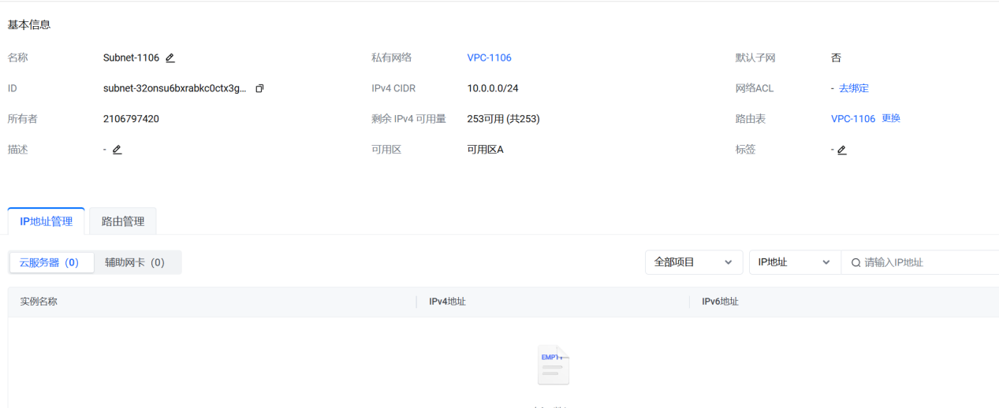 基本信息
名称 Subnet-1106 私有网络 VPC-1106 默认子网 否
ID subnet-32onsu6bxrabkc0ctx3g... IPv4 CIDR 10.0.0.0/24 网络ACL - 去绑定
所有者 2106797420 剩余 IPv4 可用量 253可用 (共253) 路由表 VPC-1106 更换
描述 - 可用区 可用区A 标签 -
IP地址管理 路由管理
云服务器（0） 辅助网卡（0） 全部项目 IP地址 请输入IP地址
实例名称 IPv4地址 IPv6地址